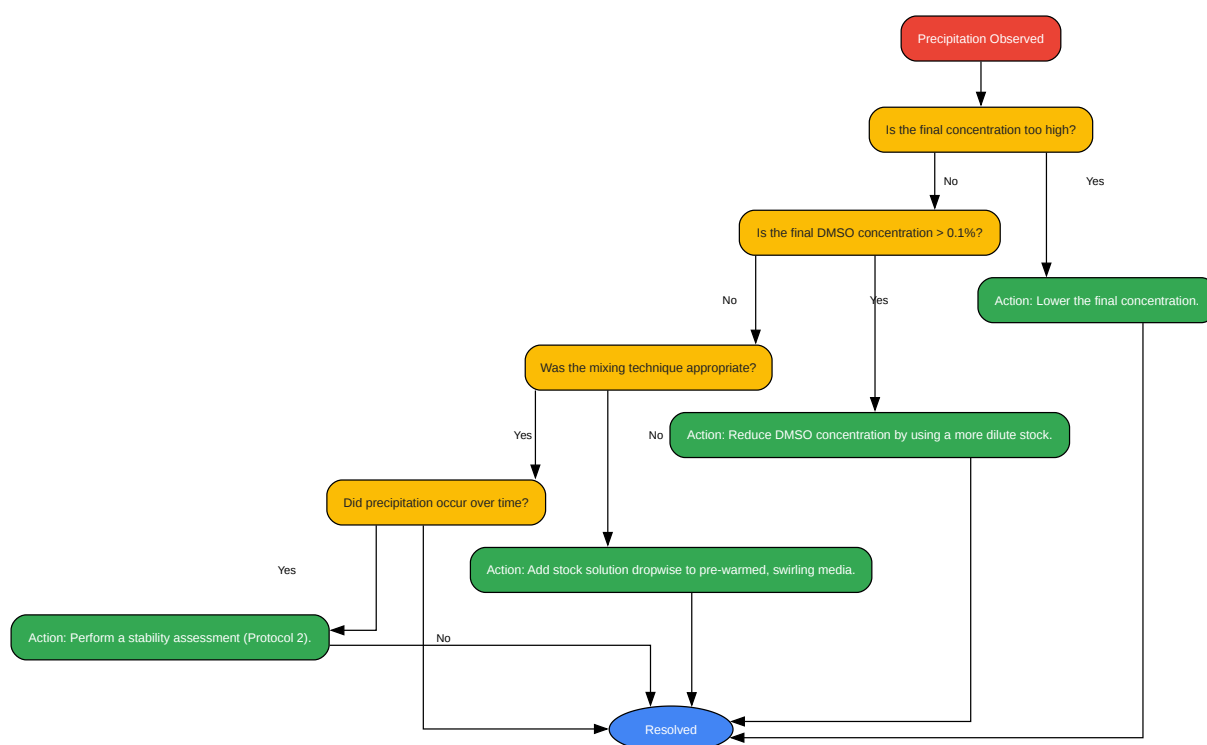 Precipitation Observed
Is the final concentration too high?
No
Yes
Is the final DMSO concentration > 0.1%?
No
Yes
Action: Lower the final concentration.
Was the mixing technique appropriate?
Yes
No
Action: Reduce DMSO concentration by using a more dilute stock.
Did precipitation occur over time?
Yes
Action: Add stock solution dropwise to pre-warmed, swirling media.
Action: Perform a stability assessment (Protocol 2).
No
Resolved